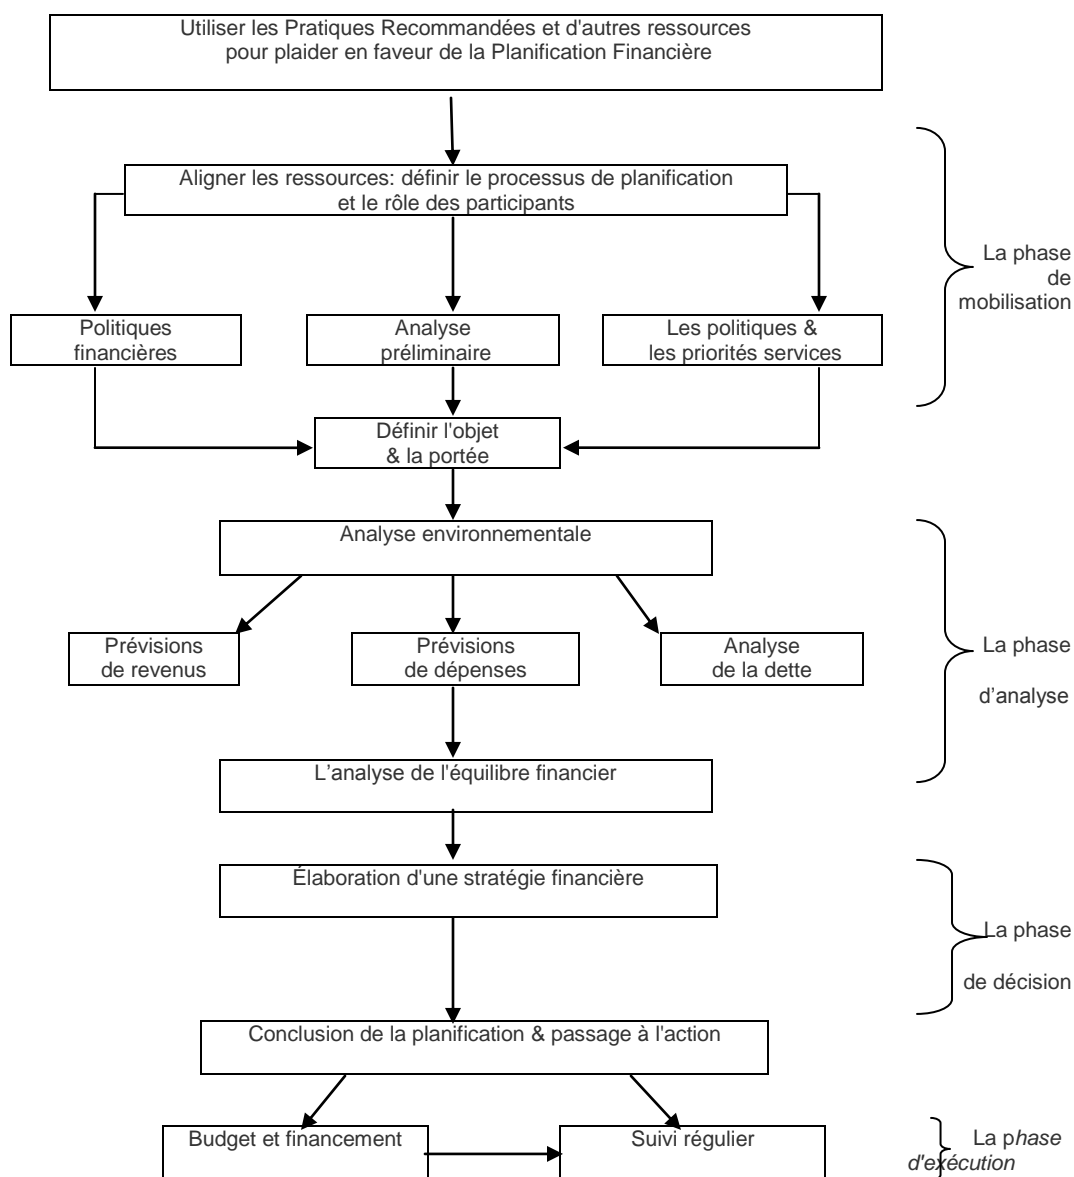 Utiliser les Pratiques Recommandées et d'autres ressources
pour plaider en faveur de la Planification Financière
Aligner les ressources: définir le processus de planification
et le rôle des participants
La phase
de
mobilisation
Politiques
financières
Analyse
préliminaire
Les politiques &
les priorités services
Définir l'objet
& la portée
Analyse environnementale
Prévisions
de revenus
Prévisions
de dépenses
Analyse
de la dette
La phase
d’analyse
L’analyse de l'équilibre financier
Élaboration d'une stratégie financière
La phase
de décision
Conclusion de la planification & passage à l'action
Budget et financement
Suivi régulier
La phase
d'exécution